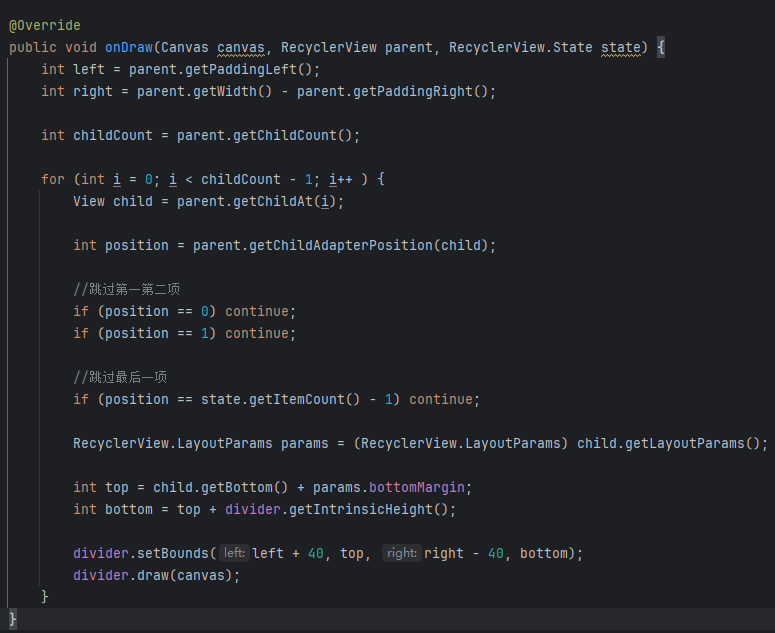 @Override
public void onDraw(Canvas canvas, RecyclerView parent, RecyclerView.State state) {
    int left = parent.getPaddingLeft();
    int right = parent.getWidth() - parent.getPaddingRight();

    int childCount = parent.getChildCount();

    for (int i = 0; i < childCount - 1; i++ ) {
        View child = parent.getChildAt(i);

        int position = parent.getChildAdapterPosition(child);

        //跳过第一第二项
        if (position == 0) continue;
        if (position == 1) continue;

        //跳过最后一项
        if (position == state.getItemCount() - 1) continue;

        RecyclerView.LayoutParams params = (RecyclerView.LayoutParams) child.getLayoutParams();

        int top = child.getBottom() + params.bottomMargin;
        int bottom = top + divider.getIntrinsicHeight();

        divider.setBounds( left: left + 40, top, right: right - 40, bottom);
        divider.draw(canvas);
    }
}